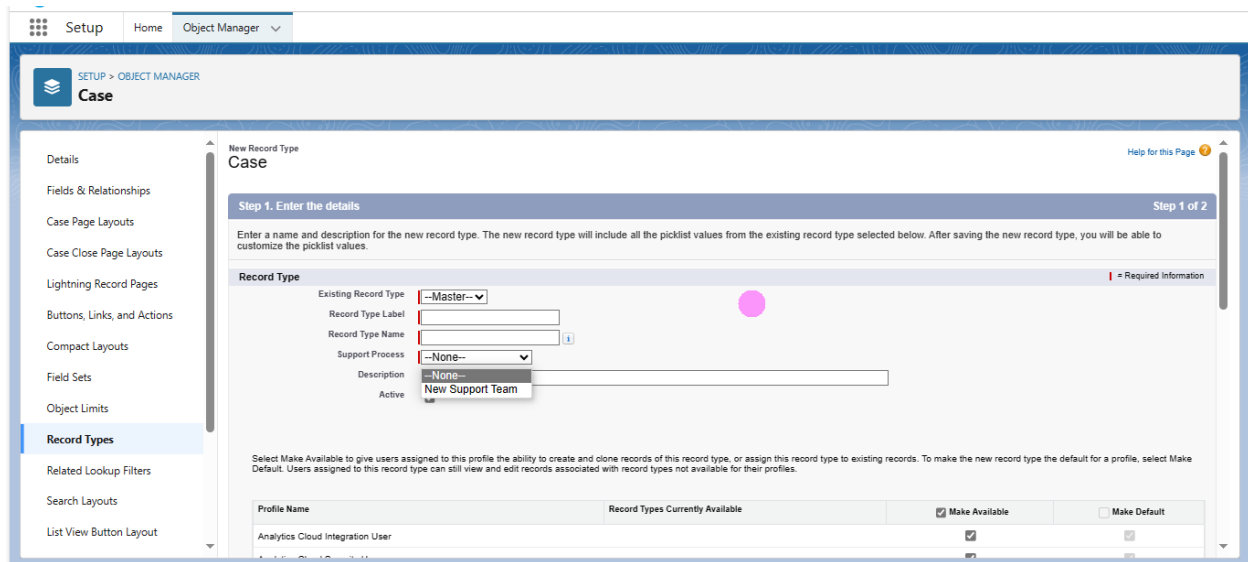 Setup
Home
Object Manager
SETUP > OBJECT MANAGER
Case
Details
Fields & Relationships
Case Page Layouts
Case Close Page Layouts
Lightning Record Pages
Buttons, Links, and Actions
Compact Layouts
Field Sets
Object Limits
Record Types
Related Lookup Filters
Search Layouts
List View Button Layout
New Record Type
Case
Help for this Page ?
Step 1. Enter the details
Step 1 of 2
Enter a name and description for the new record type. The new record type will include all the picklist values from the existing record type selected below. After saving the new record type, you will be able to
customize the picklist values.
Record Type
= Required Information
Existing Record Type --Master--
Record Type Label
Record Type Name i
Support Process --None--
Description
--None--
New Support Team
Active
Select Make Available to give users assigned to this profile the ability to create and clone records of this record type, or assign this record type to existing records. To make the new record type the default for a profile, select Make
Default. Users assigned to this record type can still view and edit records associated with record types not available for their profiles.
Profile Name Record Types Currently Available Make Available Make Default
Analytics Cloud Integration User